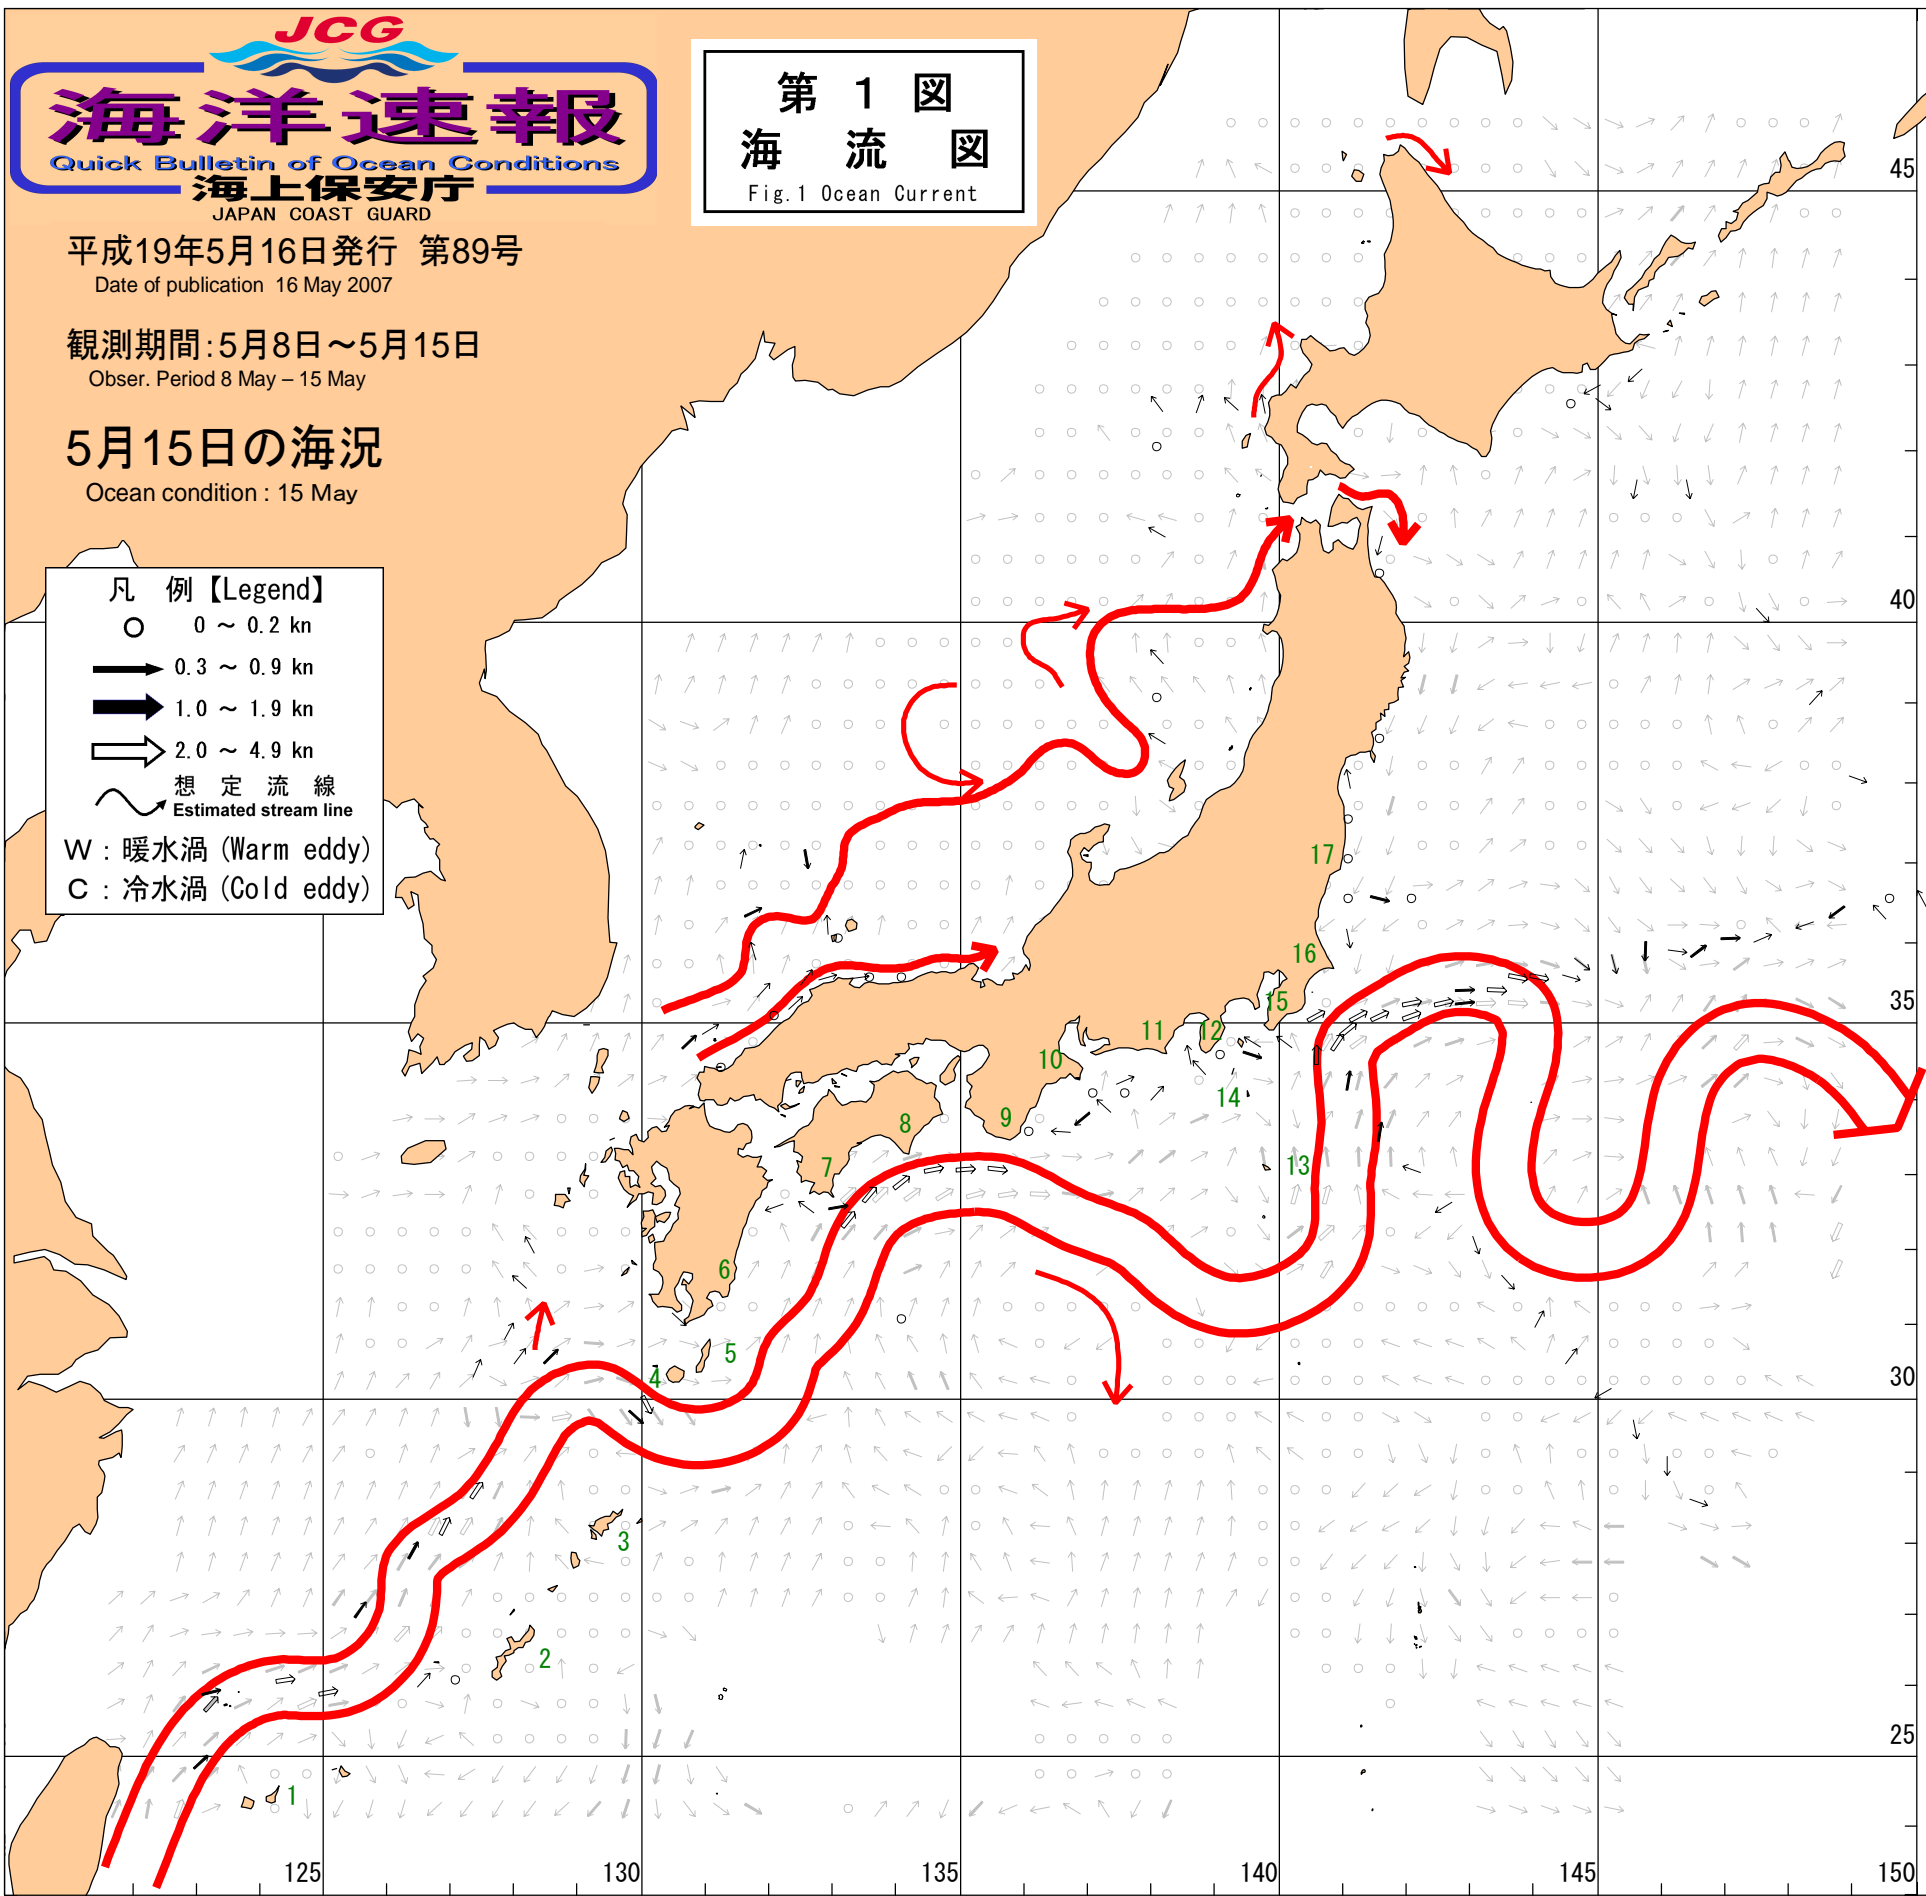 JCG
海洋速報
Quick Bulletin of Ocean Conditions
海上保安庁
JAPAN COAST GUARD
平成19年5月16日発行 第89号
Date of publication 16 May 2007
観測期間:5月8日～5月15日
Obser. Period 8 May – 15 May
5月15日の海況
Ocean condition : 15 May
第 1 図
海 流 図
Fig.1 Ocean Current
凡 例【Legend】
0 ～ 0.2 kn
0.3 ～ 0.9 kn
1.0 ～ 1.9 kn
2.0 ～ 4.9 kn
想 定 流 線
Estimated stream line
W : 暖水渦 (Warm eddy)
C : 冷水渦 (Cold eddy)
45
40
17
16
35
15
12
11
10
14
9
8
13
7
6
5
4
30
3
2
25
1
125
130
135
140
145
150